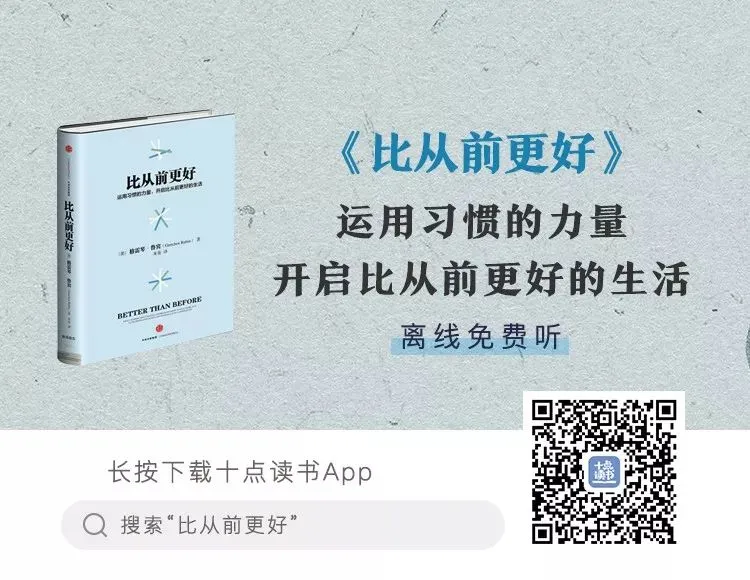 《比从前更好》
运用习惯的力量
开启比从前更好的生活
离线免费听
比从前更好
运用习惯的力量,开启比从前更好的生活
[美] 格雷琴·鲁宾 (Gretchen Rubin) 著
BETTER THAN BEFORE
比从前更好
长按下载十点读书App
搜索“比从前更好”
十点
读书